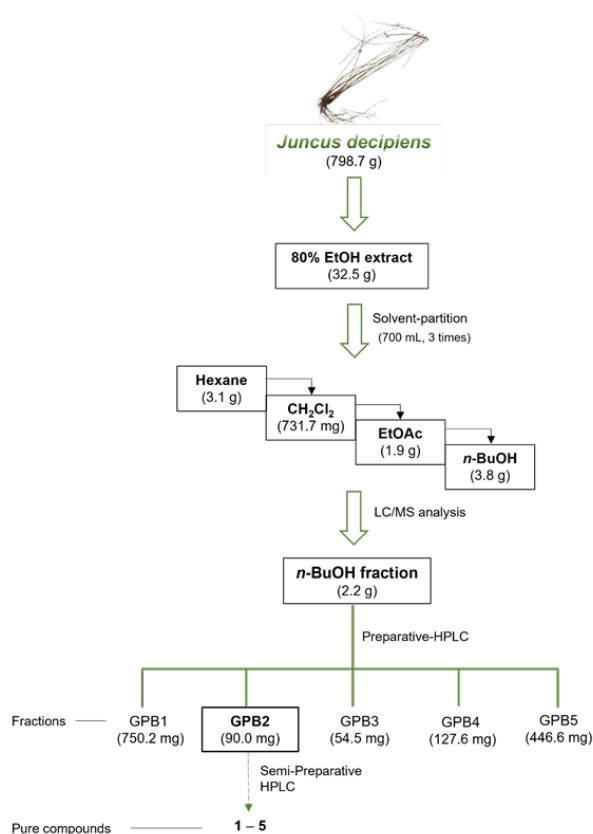 Juncus decipiens
(798.7 g)
80% EtOH extract
(32.5 g)
Solvent-partition
(700 mL, 3 times)
Hexane
(3.1 g)
CH₂Cl₂
(731.7 mg)
EtOAc
(1.9 g)
n-BuOH
(3.8 g)
LC/MS analysis
n-BuOH fraction
(2.2 g)
Preparative-HPLC
Fractions GPB1 GPB2 GPB3 GPB4 GPB5
(750.2 mg) (90.0 mg) (54.5 mg) (127.6 mg) (446.6 mg)
Semi-Preparative
HPLC
Pure compounds 1 – 5